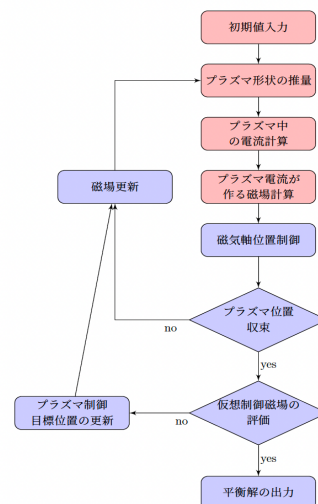 初期値入力
プラズマ形状の推量
プラズマ中
の電流計算
プラズマ電流が
作る磁場計算
磁場更新
磁気軸位置制御
プラズマ位置
収束
no
yes
プラズマ制御
目標位置の更新
仮想制御磁場の
評価
no
yes
平衡解の出力